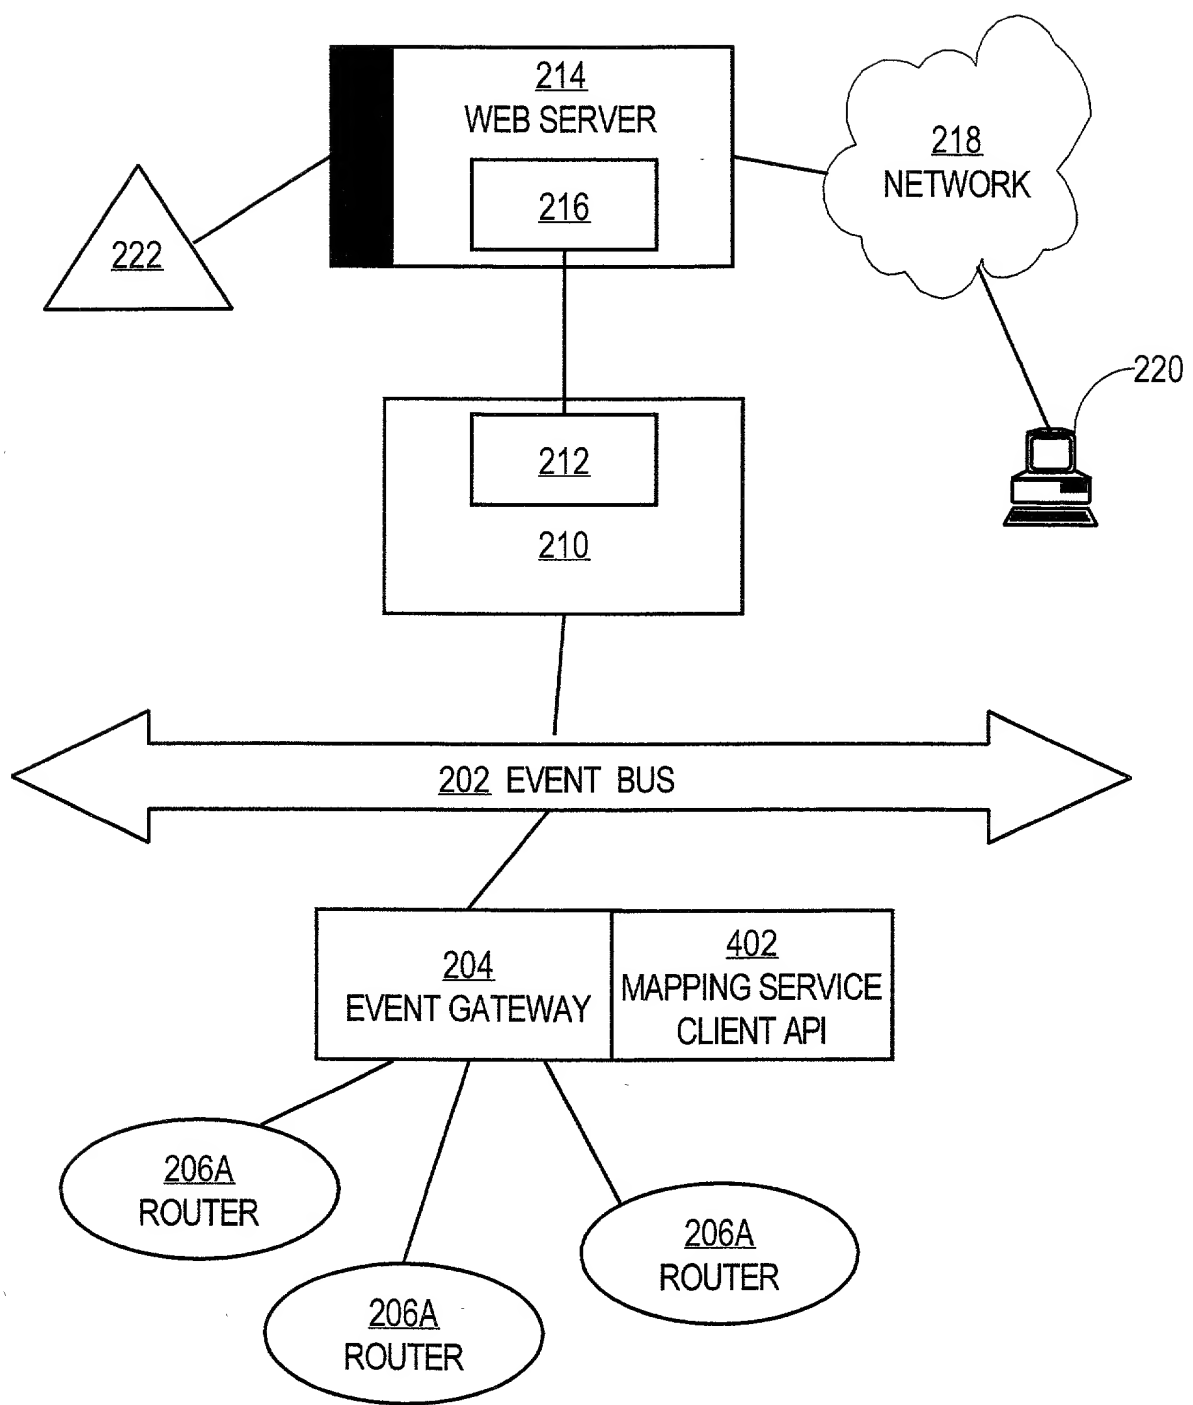 214
WEB SERVER
216
218
NETWORK
222
220
212
210
202 EVENT BUS
204
EVENT GATEWAY
402
MAPPING SERVICE
CLIENT API
206A
ROUTER
206A
ROUTER
206A
ROUTER